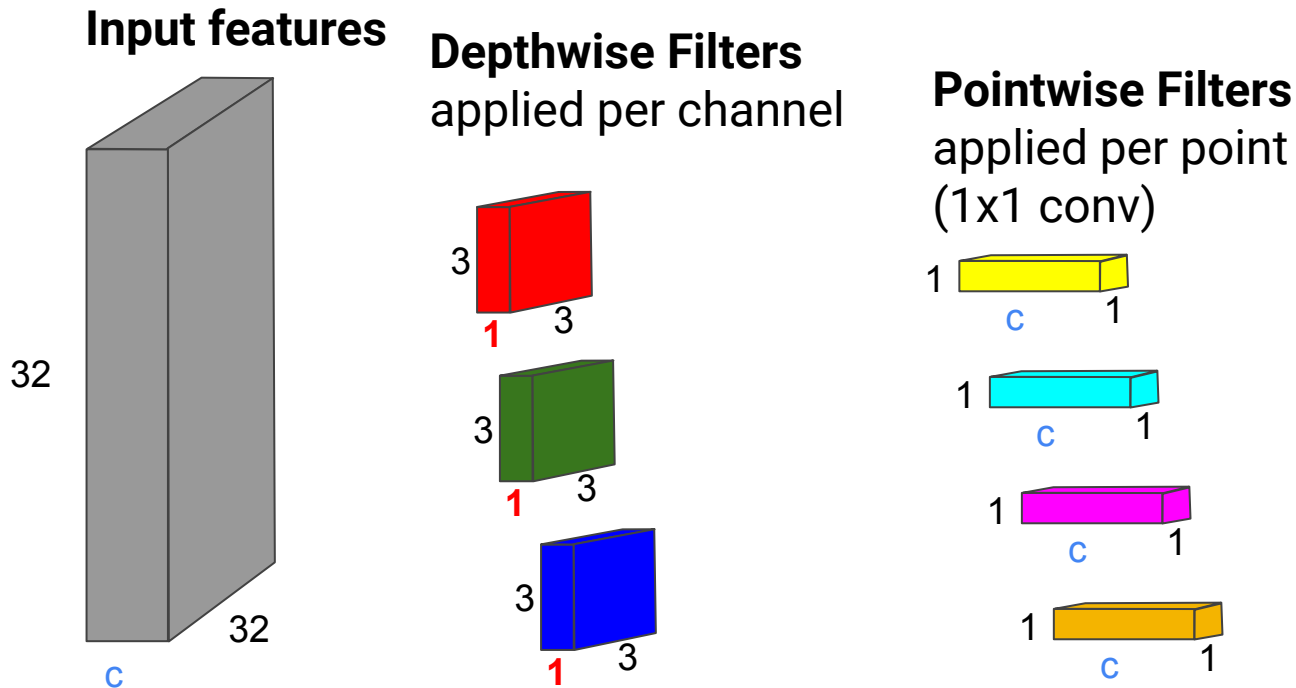 Input features
32
32
c
Depthwise Filters
applied per channel
3
1
3
3
1
3
3
1
3
Pointwise Filters
applied per point
(1x1 conv)
1
c
1
1
c
1
1
c
1
1
c
1